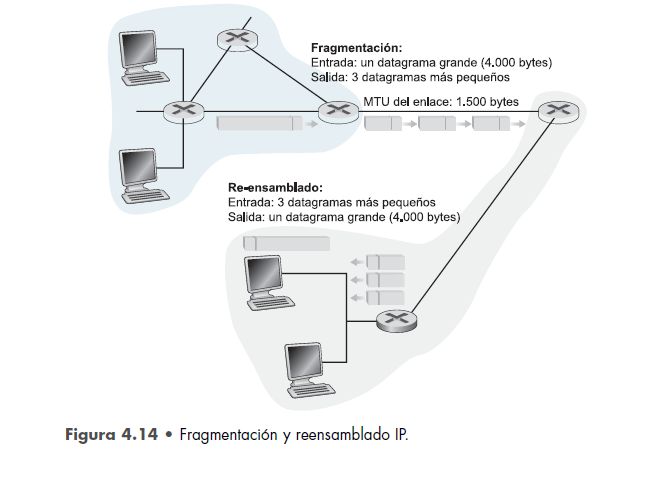 Fragmentación:
Entrada: un datagrama grande (4.000 bytes)
Salida: 3 datagramas más pequeños
MTU del enlace: 1.500 bytes
Re-ensamblado:
Entrada: 3 datagramas más pequeños
Salida: un datagrama grande (4.000 bytes)
Figura 4.14 • Fragmentación y reensamblado IP.